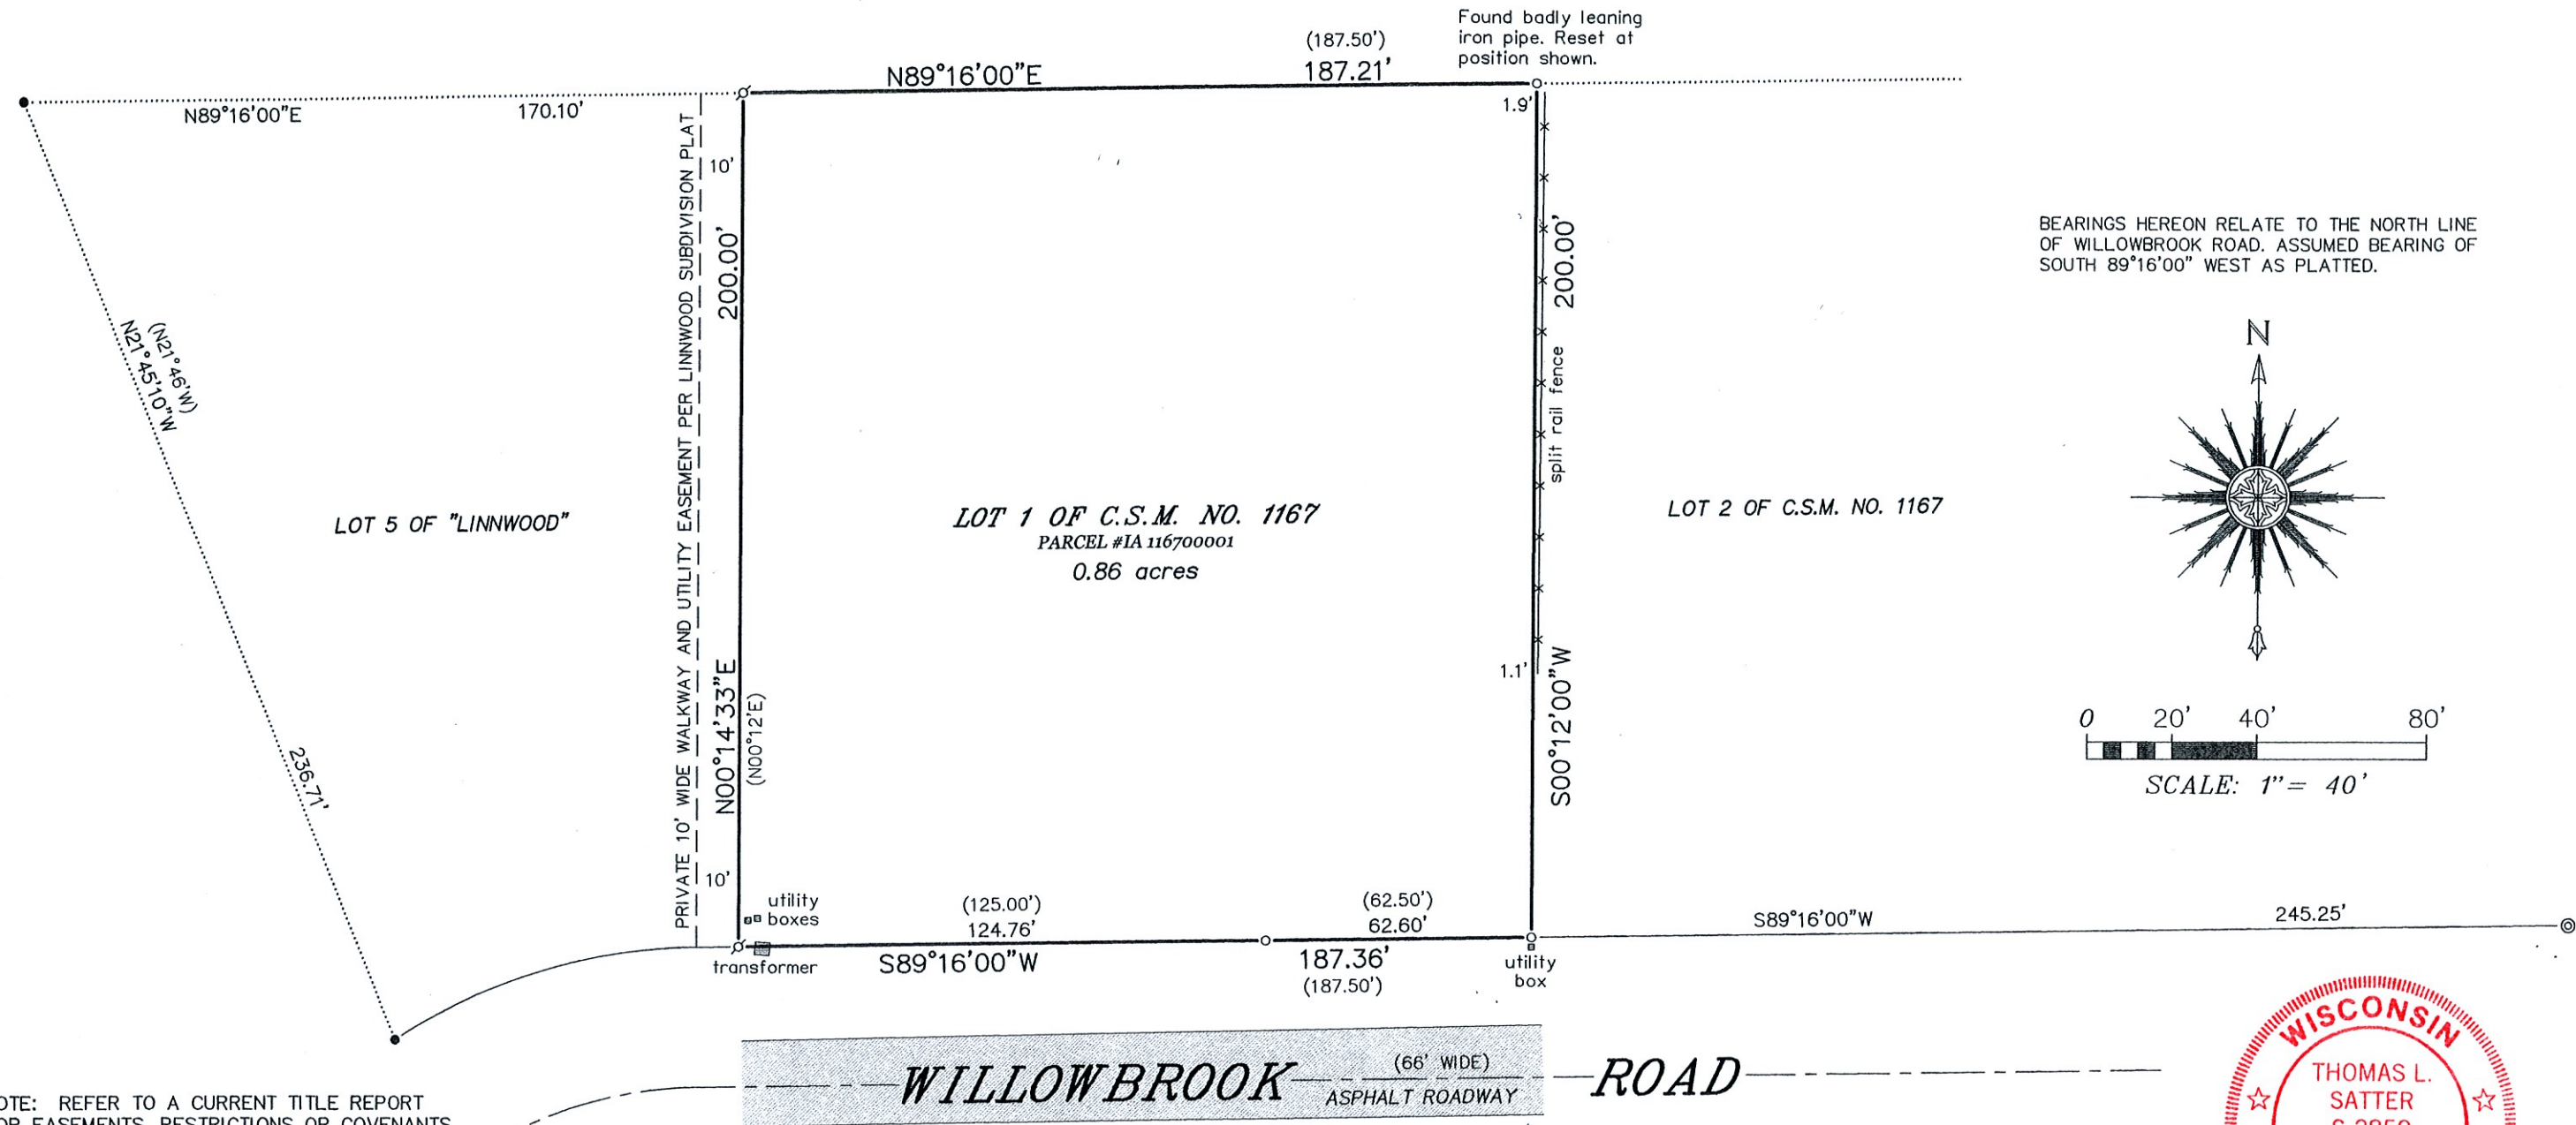 Found badly leaning
iron pipe. Reset at
position shown.
(187.50')
N89°16'00"E
187.21'
N89°16'00"E
170.10'
1.9'
10'
PRIVATE 10' WIDE WALKWAY AND UTILITY EASEMENT PER LINNWOOD SUBDIVISION PLAT
200.00'
200.00'
split rail fence
BEARINGS HEREON RELATE TO THE NORTH LINE
OF WILLOWBROOK ROAD. ASSUMED BEARING OF
SOUTH 89°16'00" WEST AS PLATTED.
N
(N21°46'W)
N21°45'10"W
236.71'
LOT 5 OF "LINNWOOD"
LOT 1 OF C.S.M. NO. 1167
PARCEL #IA 116700001
0.86 acres
LOT 2 OF C.S.M. NO. 1167
N00°14'33"E
(N00°12'E)
1.1'
S00°12'00"W
0 20' 40' 80'
SCALE: 1"= 40'
10'
utility
boxes
(125.00')
124.76'
(62.50')
62.60'
S89°16'00"W
245.25'
transformer
S89°16'00"W
187.36'
(187.50')
utility
box
WILLOWBROOK ROAD
(66' WIDE)
ASPHALT ROADWAY
OTE: REFER TO A CURRENT TITLE REPORT
OR EASEMENTS, RESTRICTIONS OR COVENANTS
WISCONSIN
THOMAS L.
SATTER